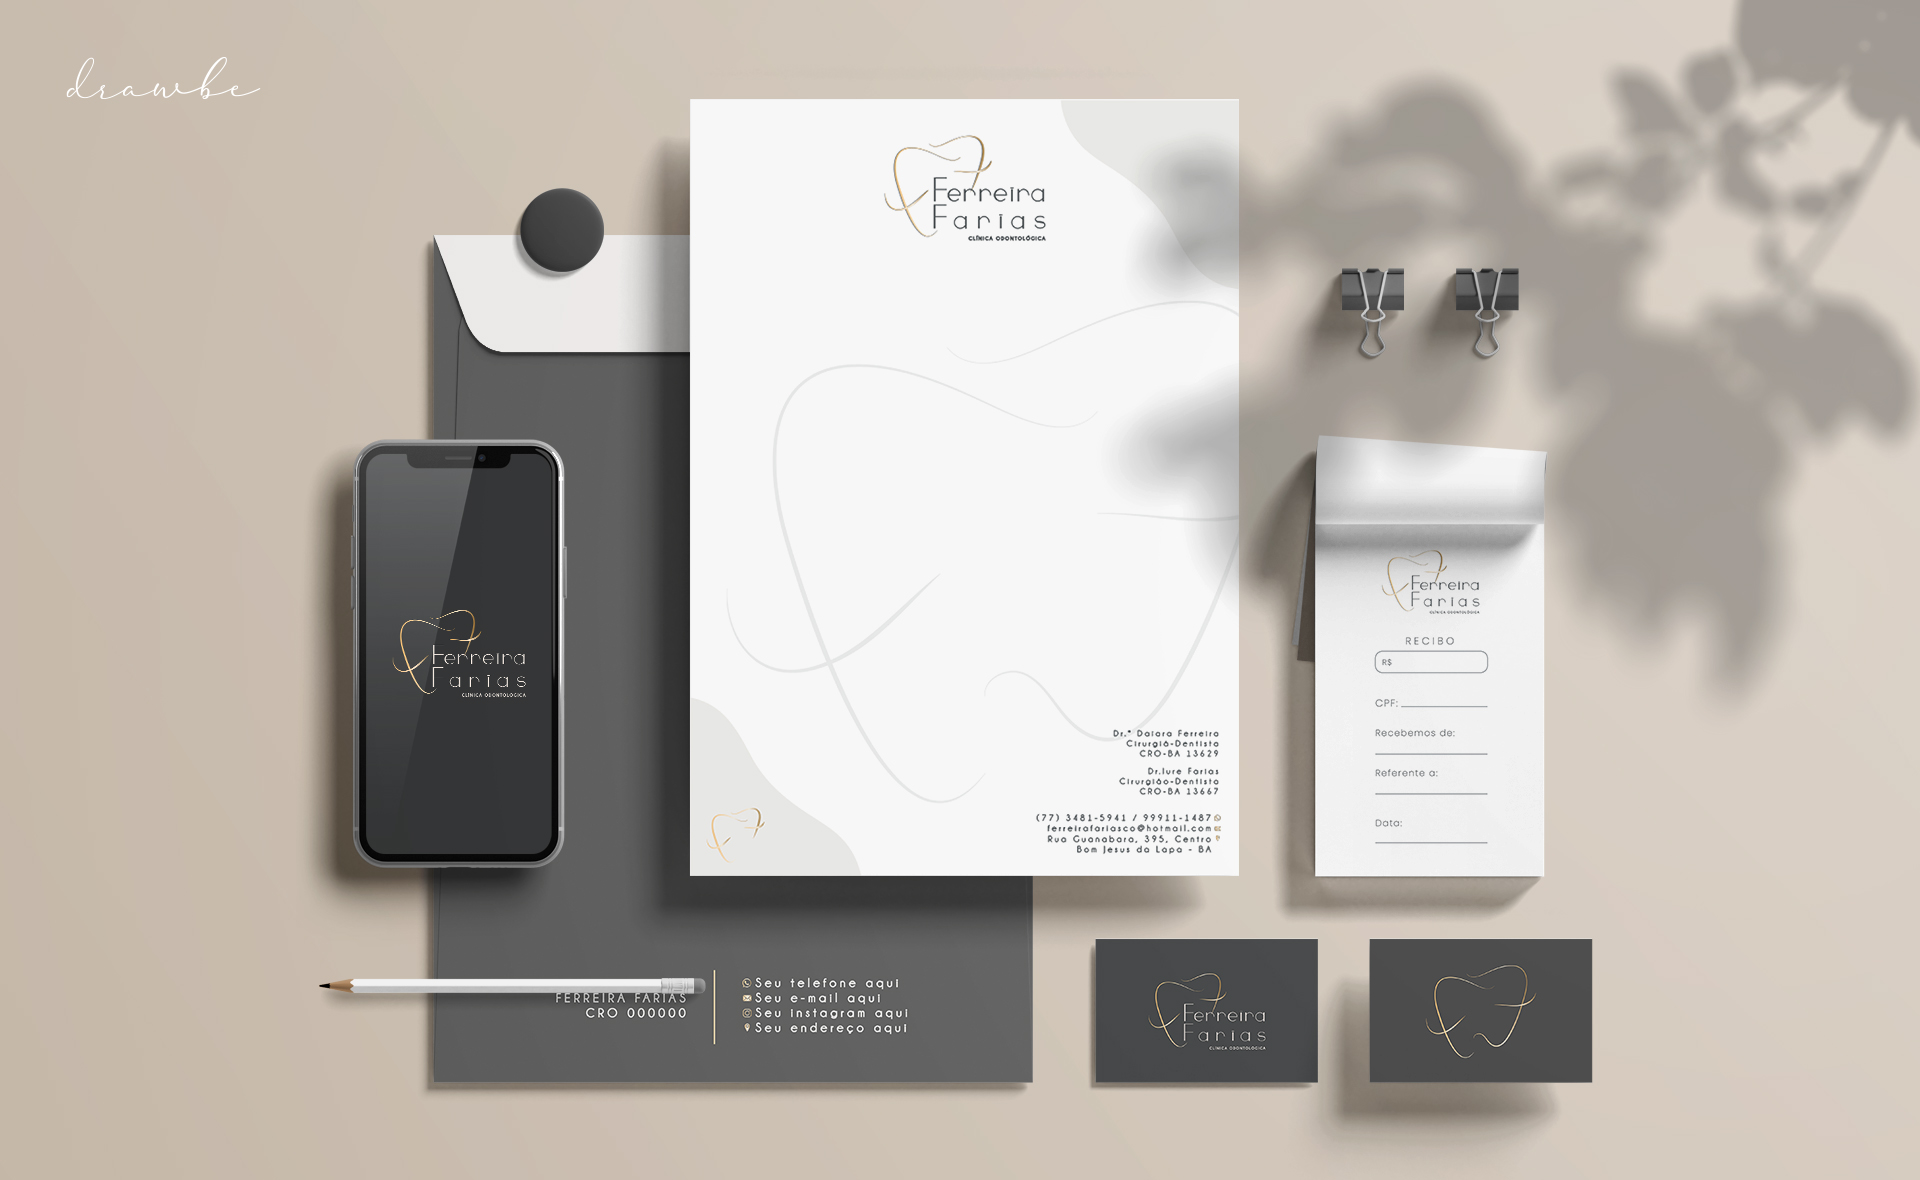 drawbe
Ferreira
Farias
CLÍNICA ODONTOLÓGICA
Dr.ª Daiara Ferreira
Cirurgiã-Dentista
CRO-BA 13629
Dr.Iure Farias
Cirurgião-Dentista
CRO-BA 13667
(77) 3481-5941 / 99911-1487
ferreirafariasco@hotmail.com
Rua Guanabara, 395, Centro
Bom Jesus da Lapa - BA
Ferreira
Farias
CLÍNICA ODONTOLÓGICA
FERREIRA FARIAS
CRO 000000
Seu telefone aqui
Seu e-mail aqui
Seu instagram aqui
Seu endereço aqui
Ferreira
Farias
CLÍNICA ODONTOLÓGICA
RECIBO
R$
CPF:
Recebemos de:
Referente a:
Data:
Ferreira
Farias
CLÍNICA ODONTOLÓGICA